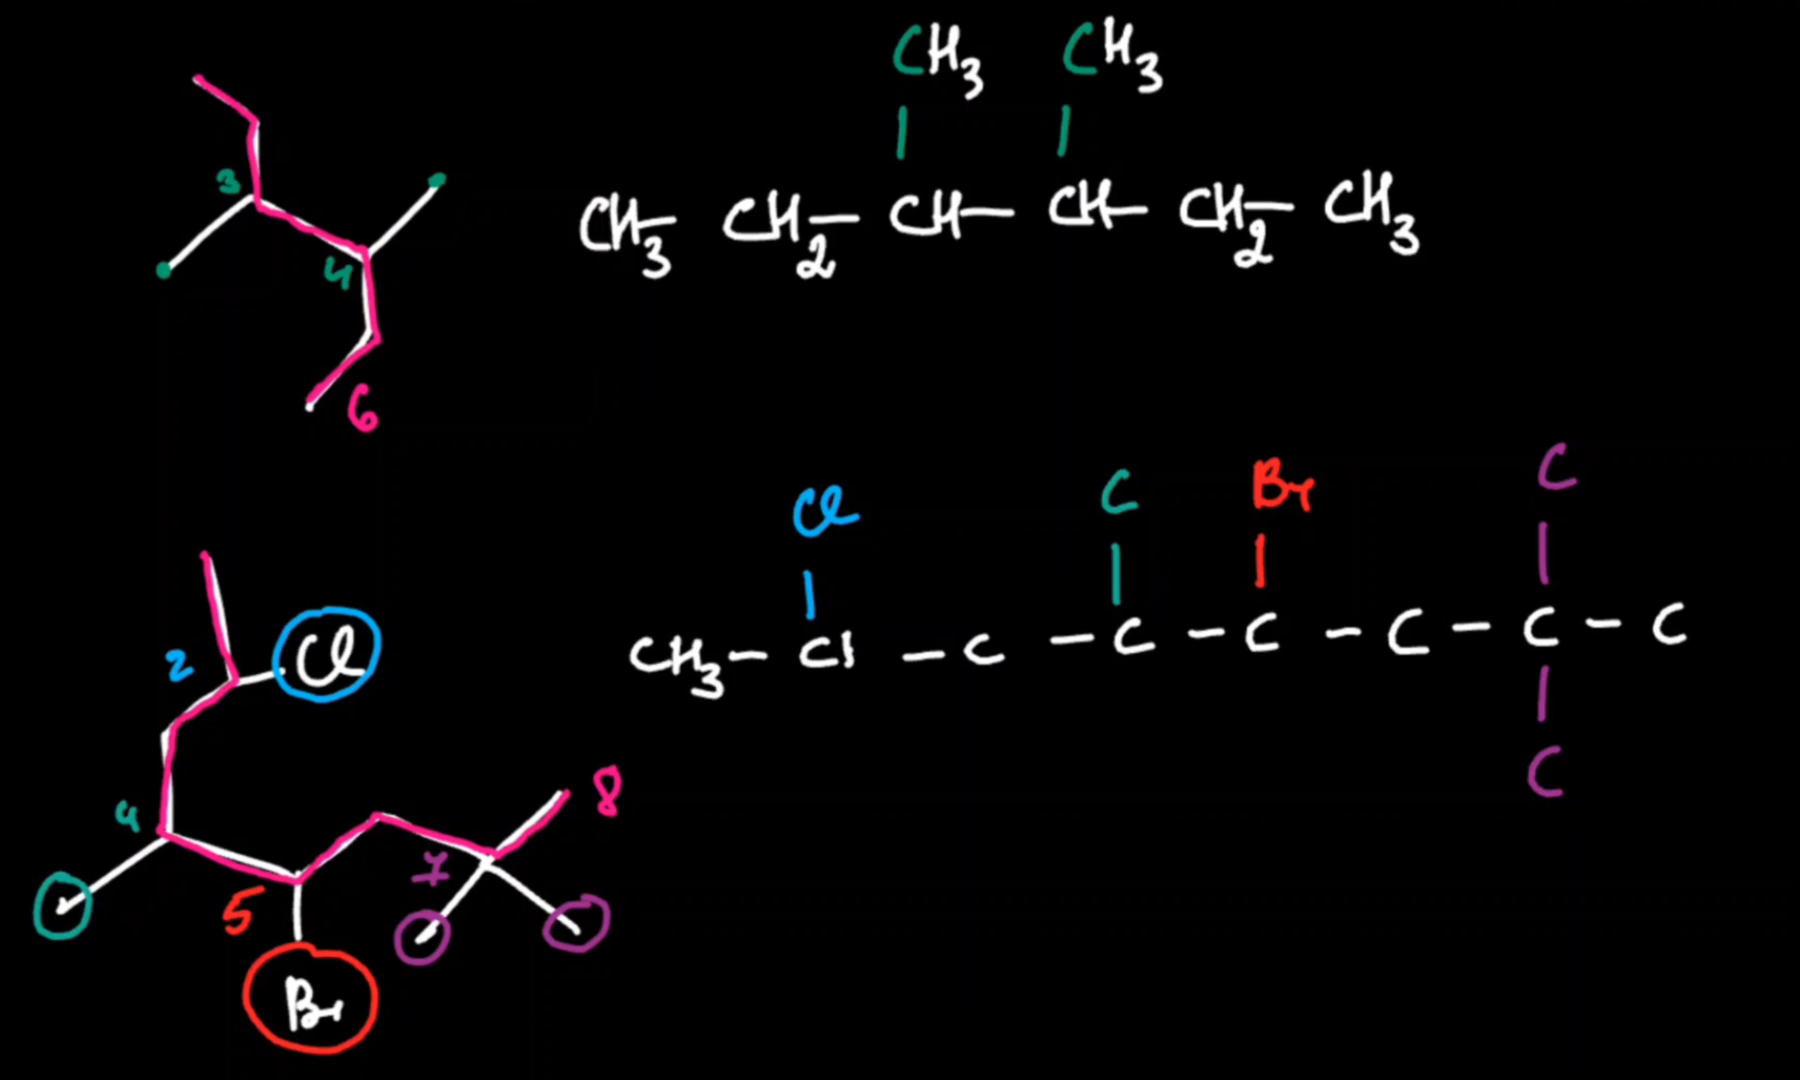 CH3 CH3
3
CH3 - CH2 - CH - CH - CH2 - CH3
4
6
C
Cl C Br
2 Cl CH3 - Cl - C - C - C - C - C - C
C
8
4
7
5
Br